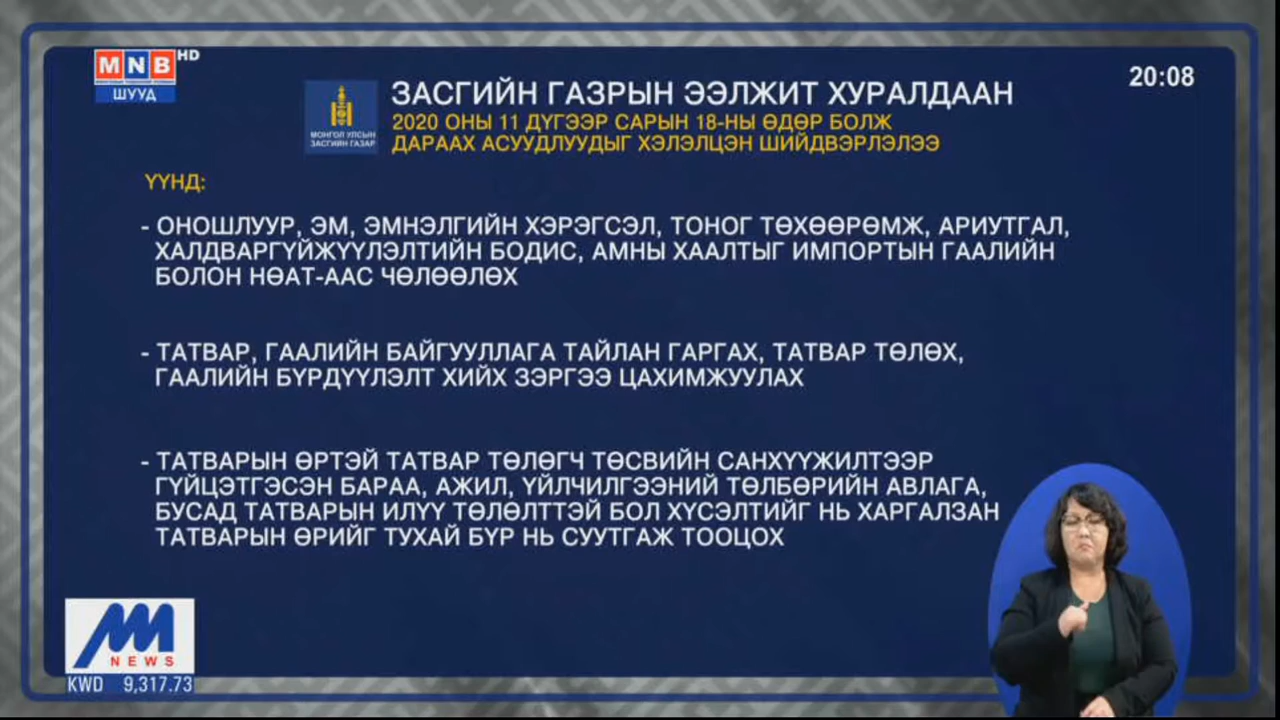 MNB HD
ШУУД
20:08
МОНГОЛ УЛСЫН
ЗАСГИЙН ГАЗАР
ЗАСГИЙН ГАЗРЫН ЭЭЛЖИТ ХУРАЛДААН
2020 ОНЫ 11 ДҮГЭЭР САРЫН 18-НЫ ӨДӨР БОЛЖ
ДАРААХ АСУУДЛУУДЫГ ХЭЛЭЛЦЭН ШИЙДВЭРЛЭЛЭЭ
ҮҮНД:
- ОНОШЛУУР, ЭМ, ЭМНЭЛГИЙН ХЭРЭГСЭЛ, ТОНОГ ТӨХӨӨРӨМЖ, АРИУТГАЛ,
ХАЛДВАРГҮЙЖҮҮЛЭЛТИЙН БОДИС, АМНЫ ХААЛТЫГ ИМПОРТЫН ГААЛИЙН
БОЛОН НӨАТ-ААС ЧӨЛӨӨЛӨХ
- ТАТВАР, ГААЛИЙН БАЙГУУЛЛАГА ТАЙЛАН ГАРГАХ, ТАТВАР ТӨЛӨХ,
ГААЛИЙН БҮРДҮҮЛЭЛТ ХИЙХ ЗЭРГЭЭ ЦАХИМЖУУЛАХ
- ТАТВАРЫН ӨРТЭЙ ТАТВАР ТӨЛӨГЧ ТӨСВИЙН САНХҮҮЖИЛТЭЭР
ГҮЙЦЭТГЭСЭН БАРАА, АЖИЛ, ҮЙЛЧИЛГЭЭНИЙ ТӨЛБӨРИЙН АВЛАГА,
БУСАД ТАТВАРЫН ИЛҮҮ ТӨЛӨЛТТЭЙ БОЛ ХҮСЭЛТИЙГ НЬ ХАРГАЛЗАН
ТАТВАРЫН ӨРИЙГ ТУХАЙ БҮР НЬ СУУТГАЖ ТООЦОХ
NEWS
KWD 9,317.73